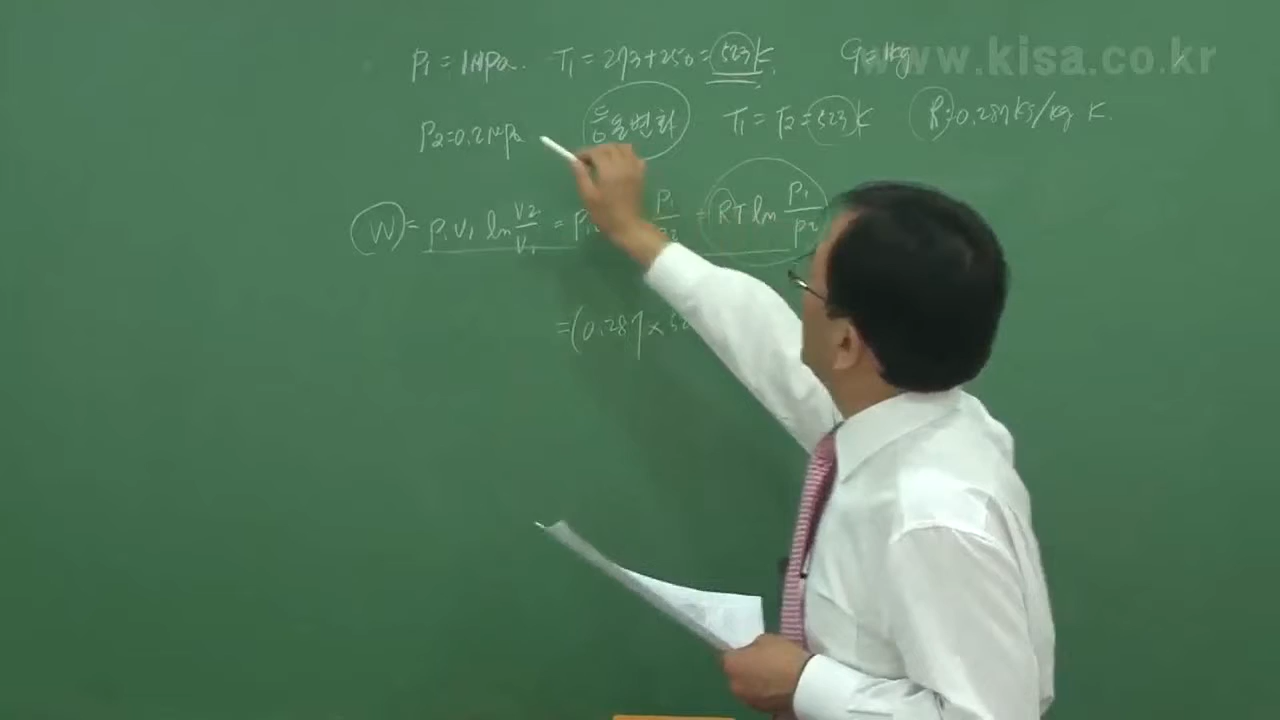 P₁ = 1MPa. T₁ = 273+250 = 523K G=1kg
www.kisa.co.kr
P₂=0.2MPa 등온변화 T₁ = T₂ = 523K R=0.287kJ/kg K.
W = P₁V₁ ln V₂/V₁ = P₁ P₁/P₂ = RT ln P₁/P₂
=(0.287×